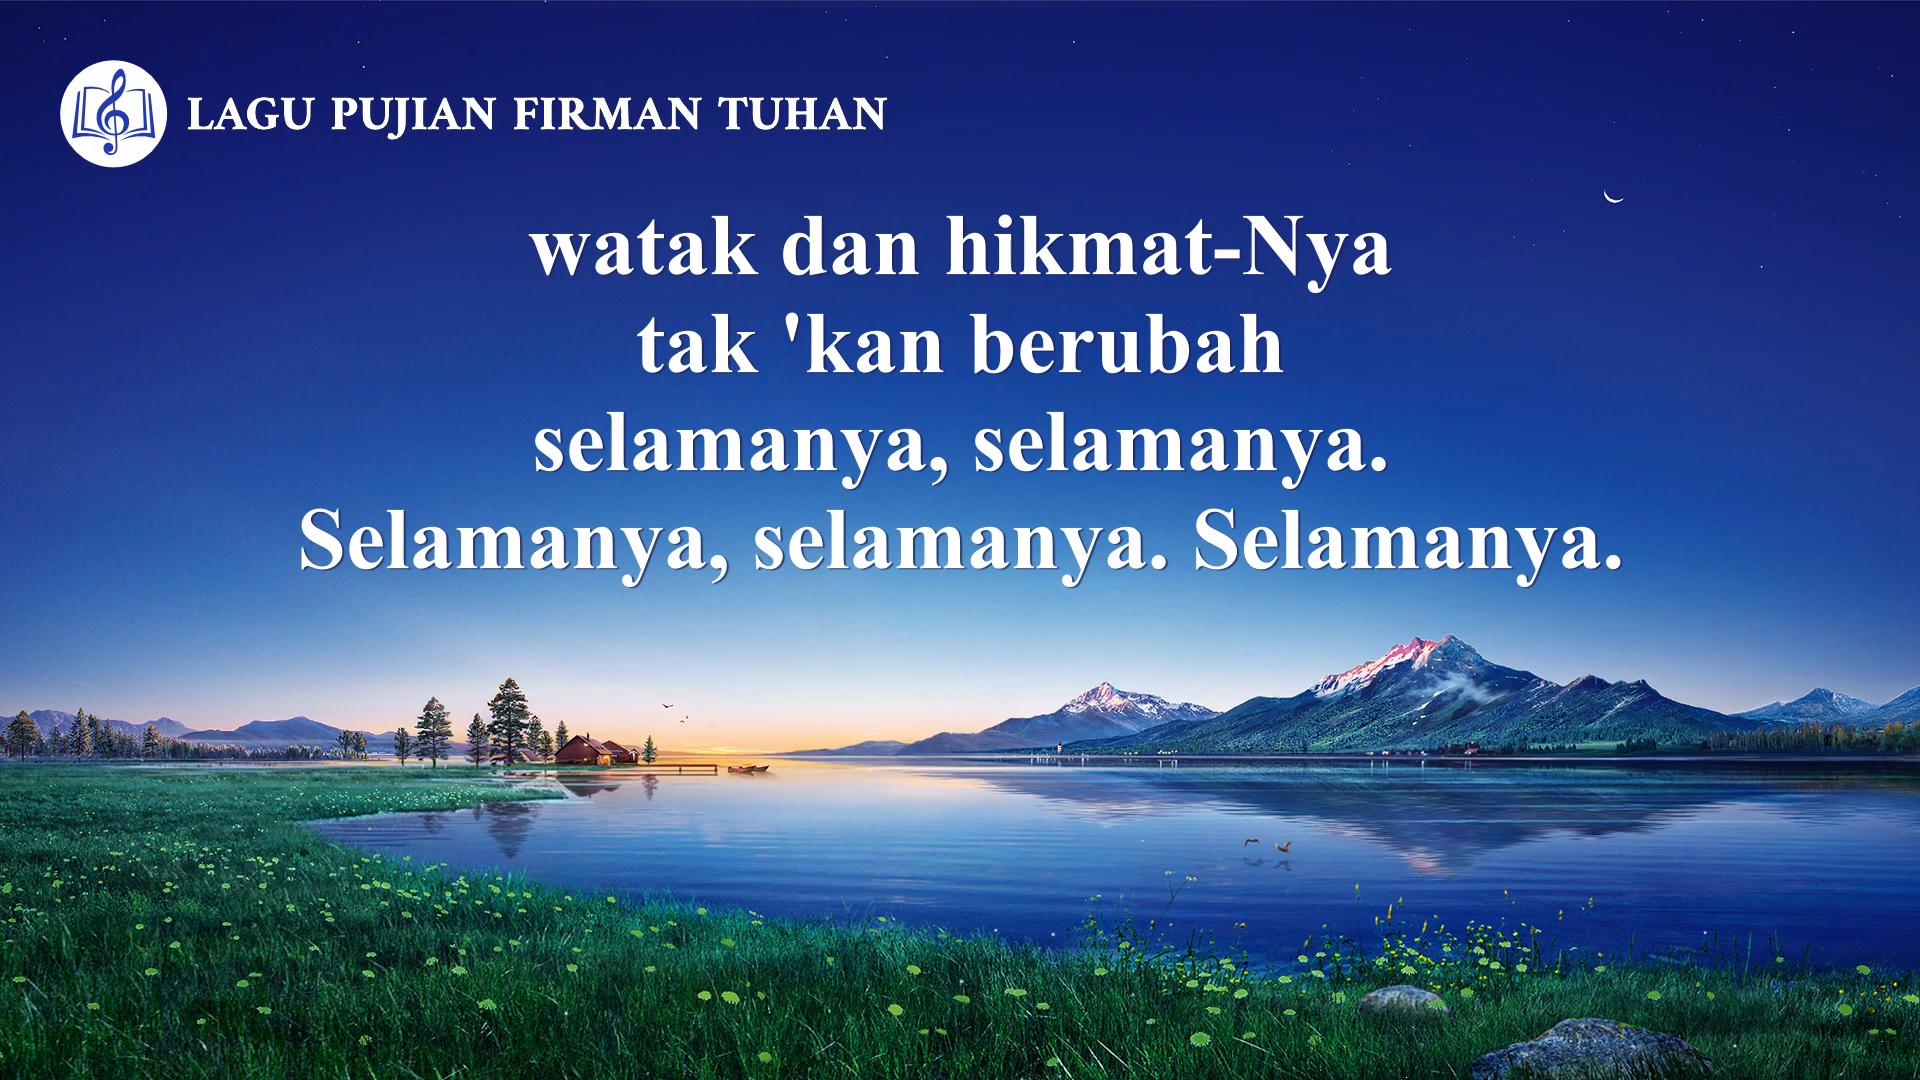 LAGU PUJIAN FIRMAN TUHAN
watak dan hikmat-Nya
tak 'kan berubah
selamanya, selamanya.
Selamanya, selamanya. Selamanya.